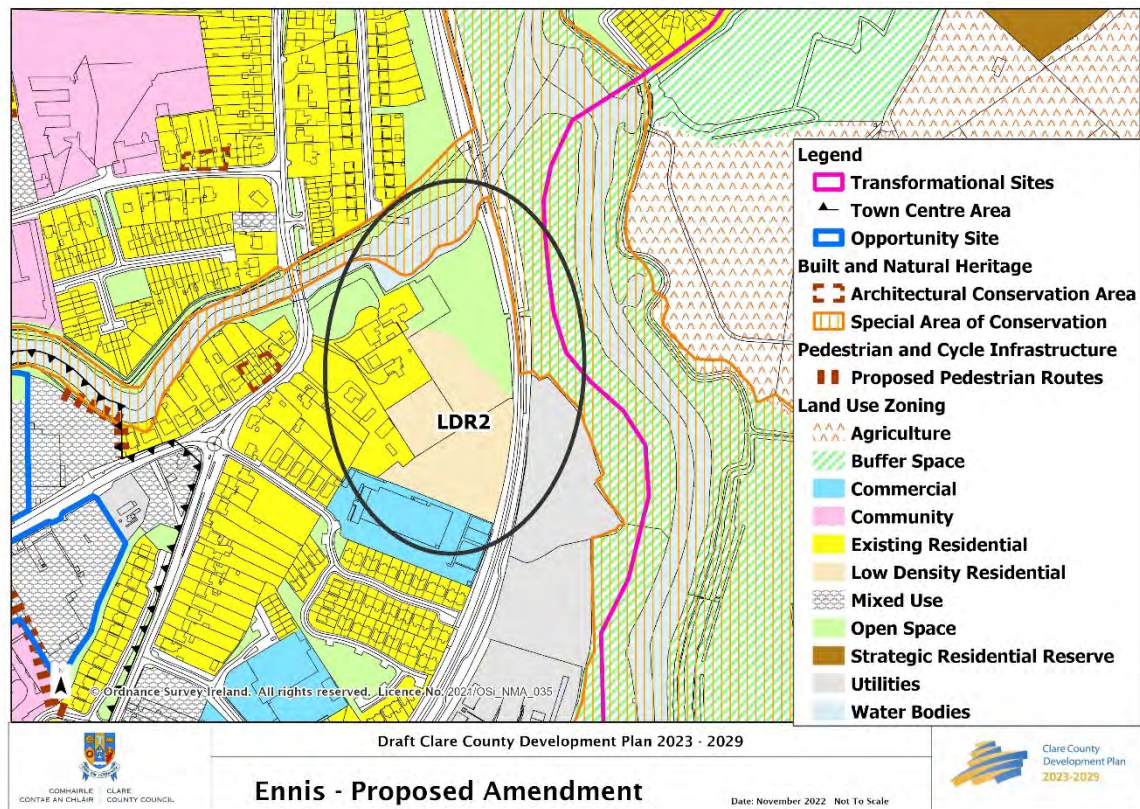 LDR2
Legend
Transformational Sites
Town Centre Area
Opportunity Site
Built and Natural Heritage
Architectural Conservation Area
Special Area of Conservation
Pedestrian and Cycle Infrastructure
Proposed Pedestrian Routes
Land Use Zoning
Agriculture
Buffer Space
Commercial
Community
Existing Residential
Low Density Residential
Mixed Use
Open Space
Strategic Residential Reserve
Utilities
Water Bodies
© Ordnance Survey Ireland. All rights reserved. Licence No. 2021/OSi_NMA_035
COMHAIRLE CLARE
CONTAE AN CHLÁIR COUNTY COUNCIL
Draft Clare County Development Plan 2023 - 2029
Ennis - Proposed Amendment
Date: November 2022 Not To Scale
Clare County
Development Plan
2023-2029